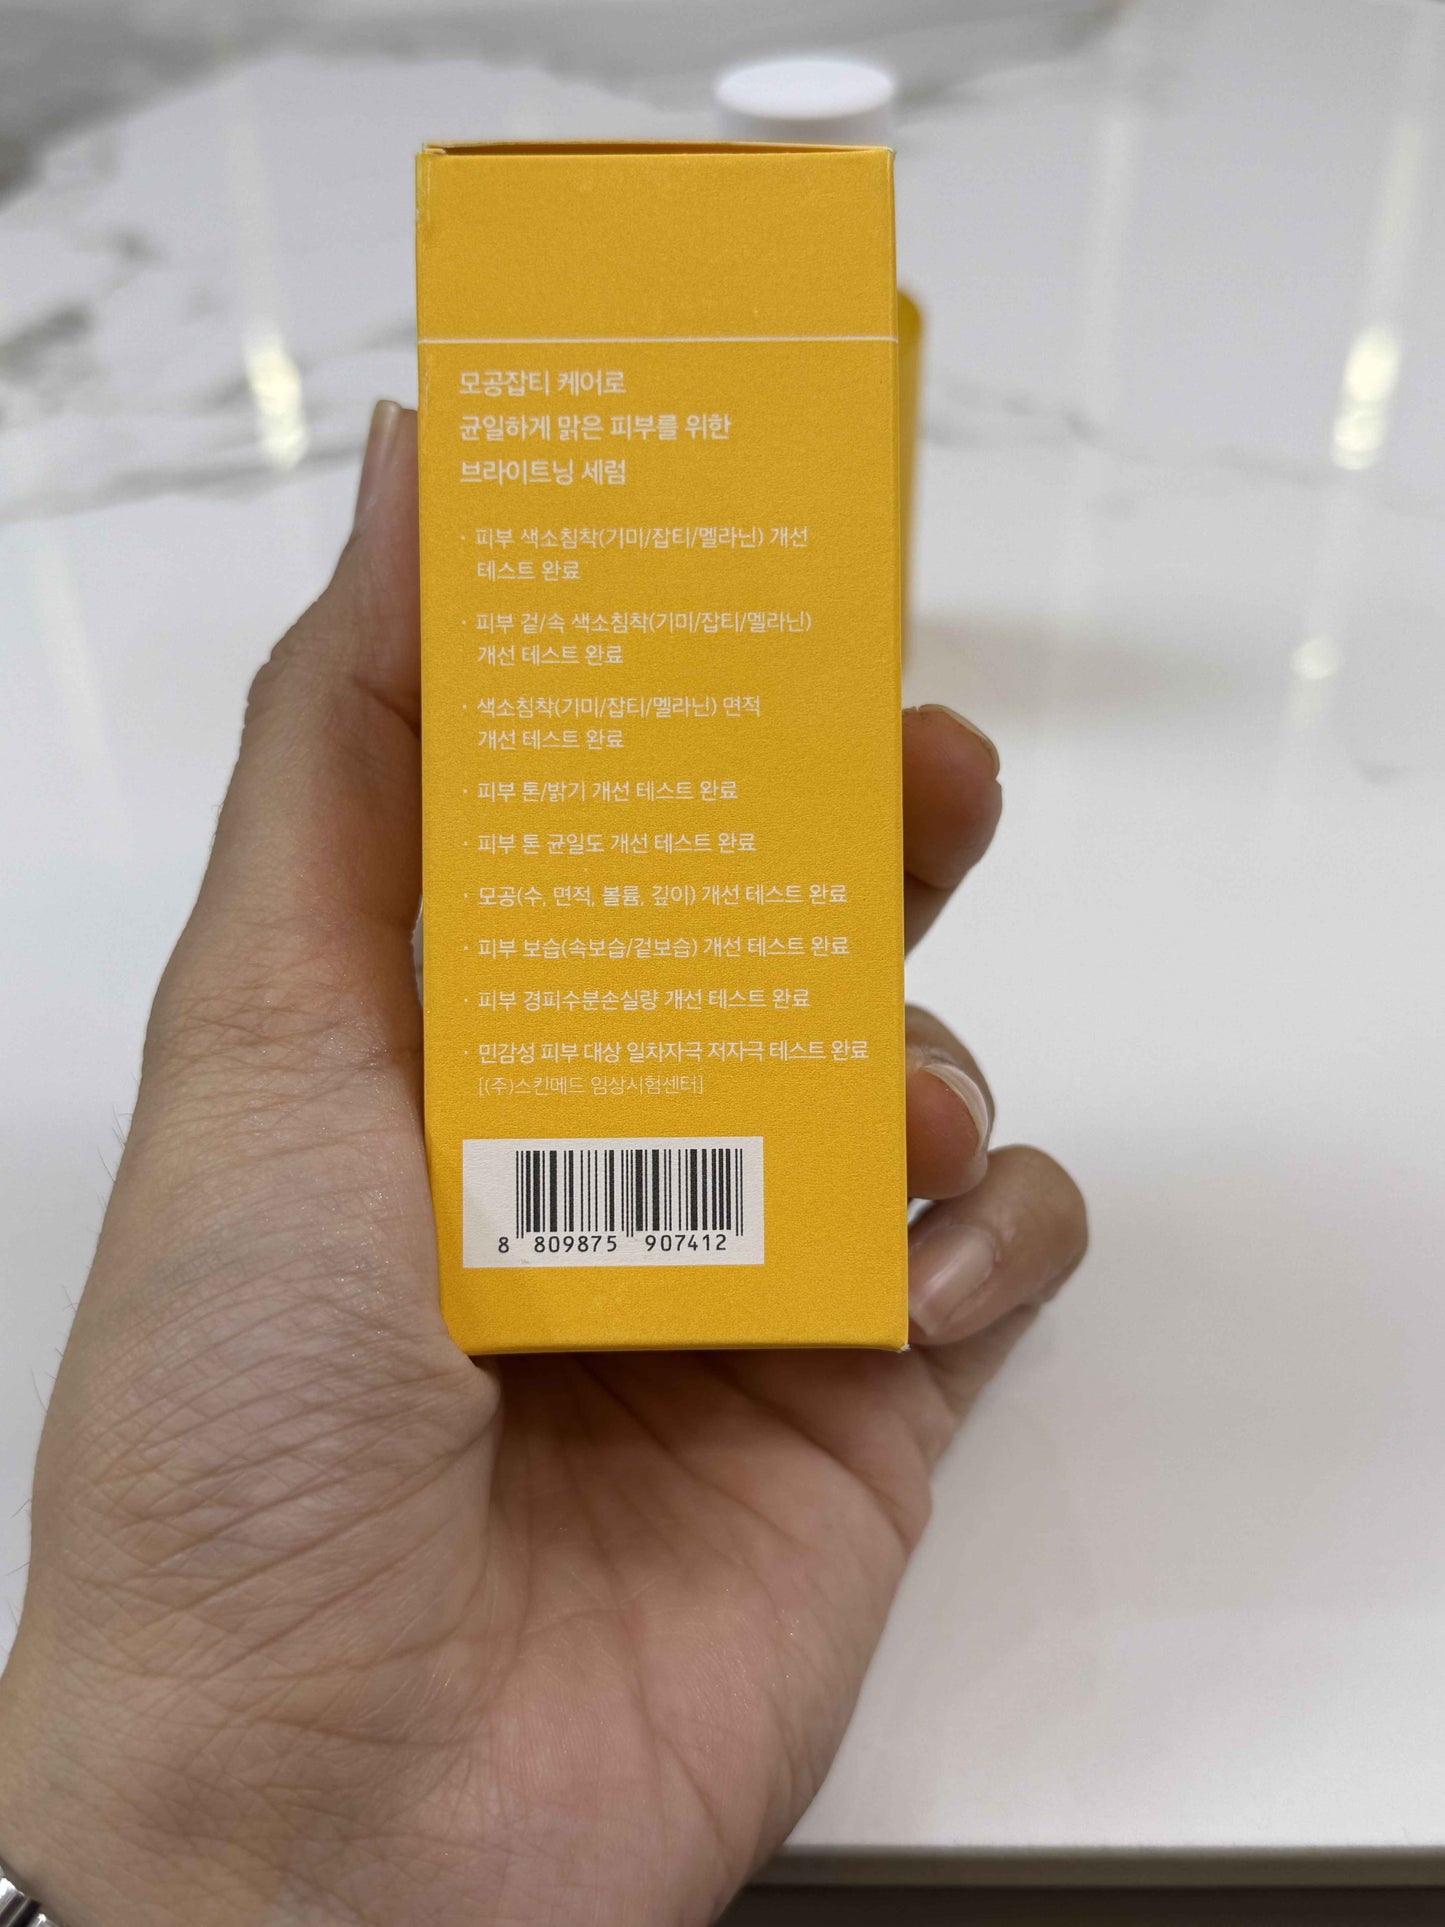 모공잡티 케어로
균일하게 맑은 피부를 위한
브라이트닝 세럼
· 피부 색소침착(기미/잡티/멜라닌) 개선
테스트 완료
· 피부 겉/속 색소침착(기미/잡티/멜라닌)
개선 테스트 완료
· 색소침착(기미/잡티/멜라닌) 면적
개선 테스트 완료
· 피부 톤/밝기 개선 테스트 완료
· 피부 톤 균일도 개선 테스트 완료
· 모공(수, 면적, 볼륨, 깊이) 개선 테스트 완료
· 피부 보습(속보습/겉보습) 개선 테스트 완료
· 피부 경피수분손실량 개선 테스트 완료
· 민감성 피부 대상 일차자극 저자극 테스트 완료
[(주)스킨메드 임상시험센터]
8 809875 907412